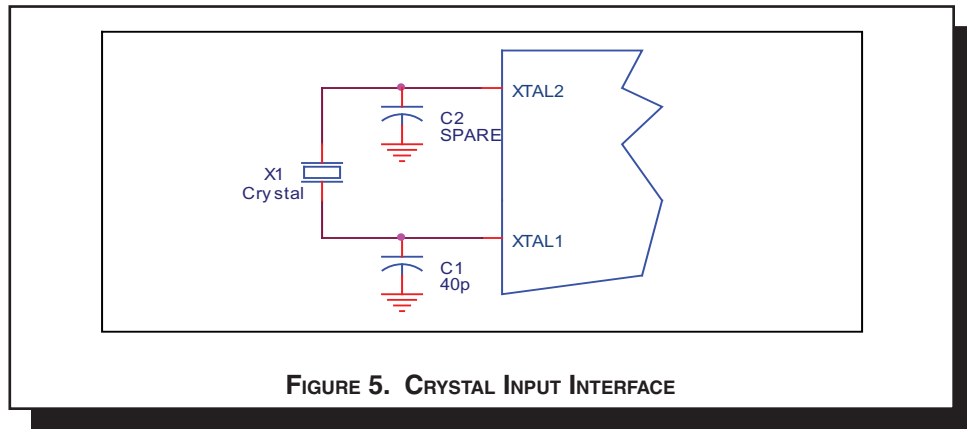 XTAL2
C2
SPARE
X1
Crystal
XTAL1
C1
40p
FIGURE 5. CRYSTAL INPUT INTERFACE